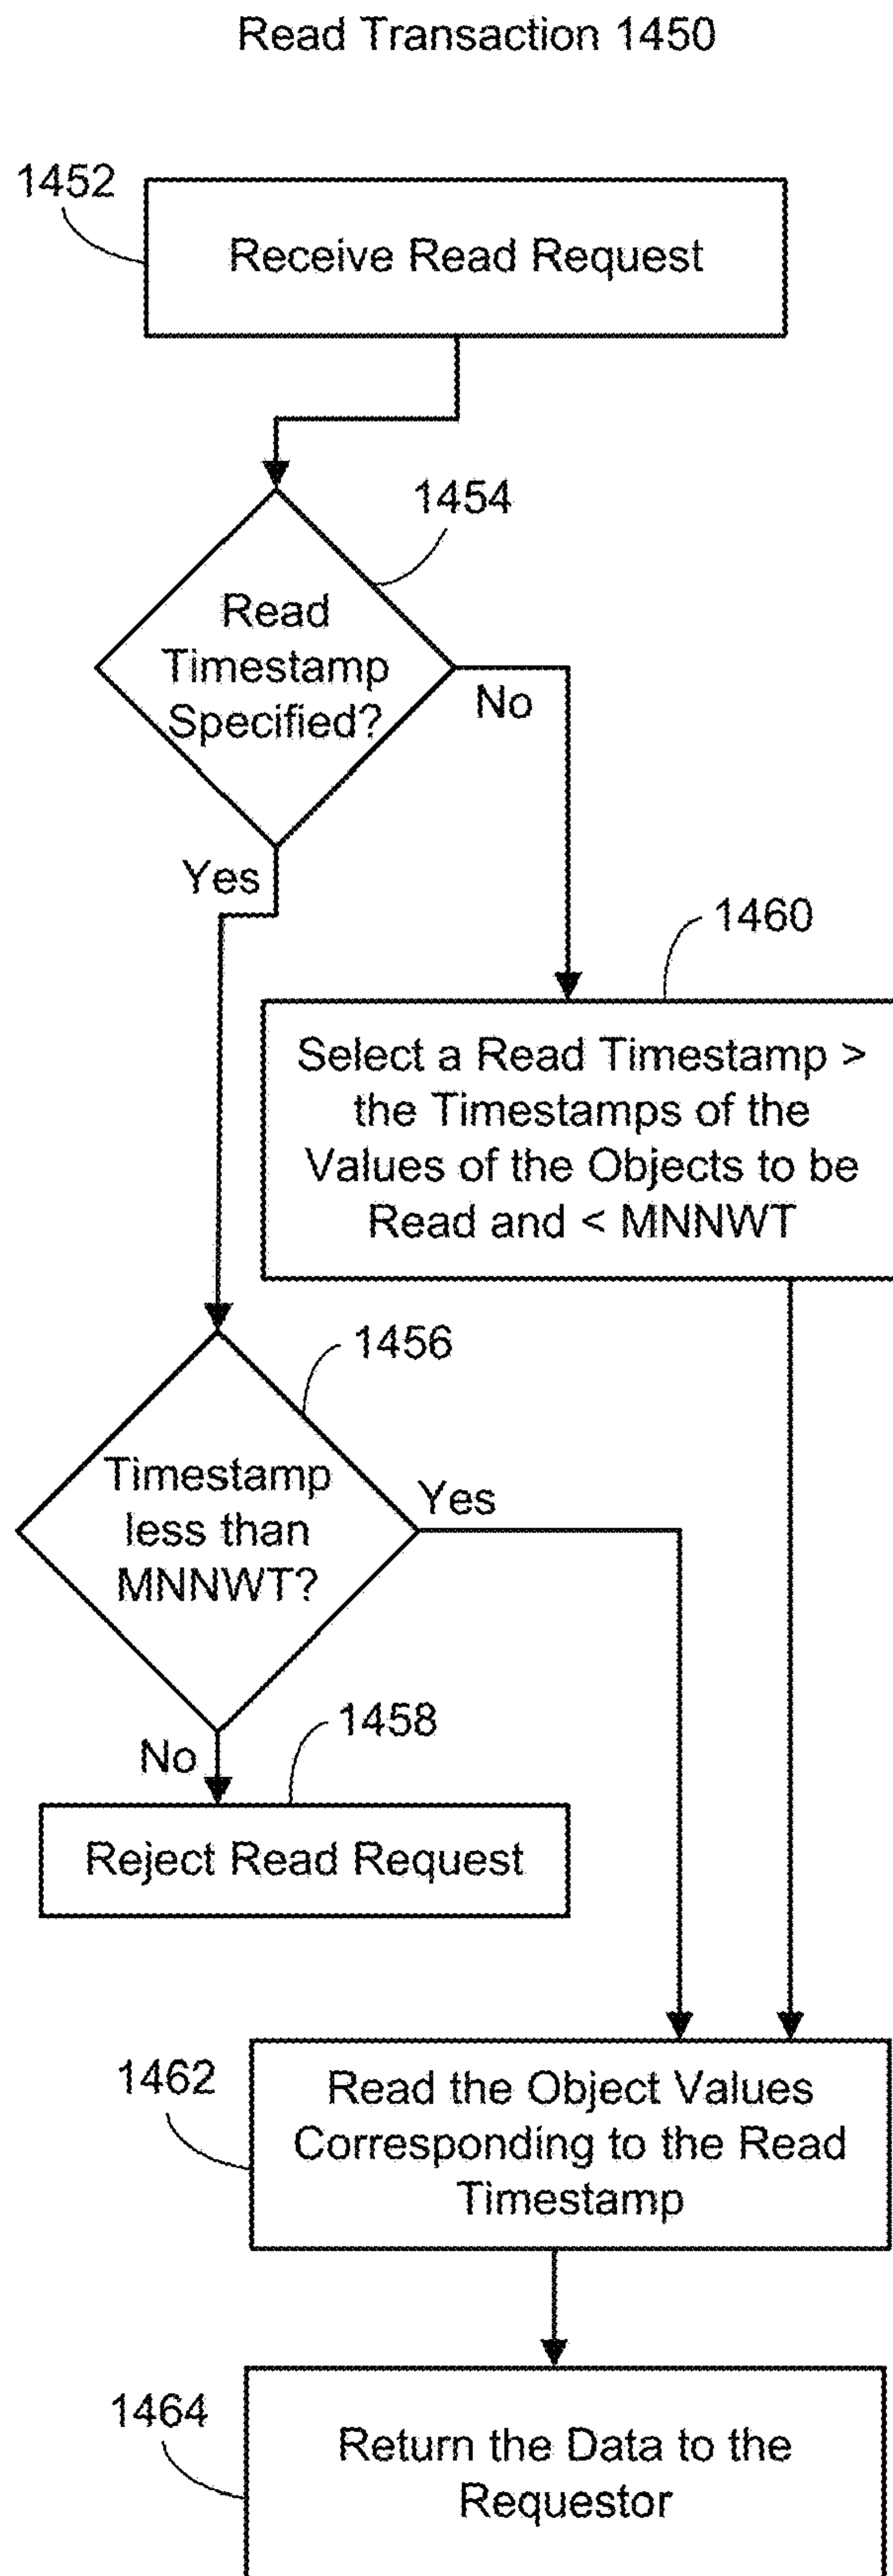 Read Transaction 1450
1452
Receive Read Request
1454
Read
Timestamp
Specified?
No
Yes
1460
Select a Read Timestamp >
the Timestamps of the
Values of the Objects to be
Read and < MNNWT
1456
Timestamp
less than
MNNWT?
Yes
No
1458
Reject Read Request
1462
Read the Object Values
Corresponding to the Read
Timestamp
1464
Return the Data to the
Requestor